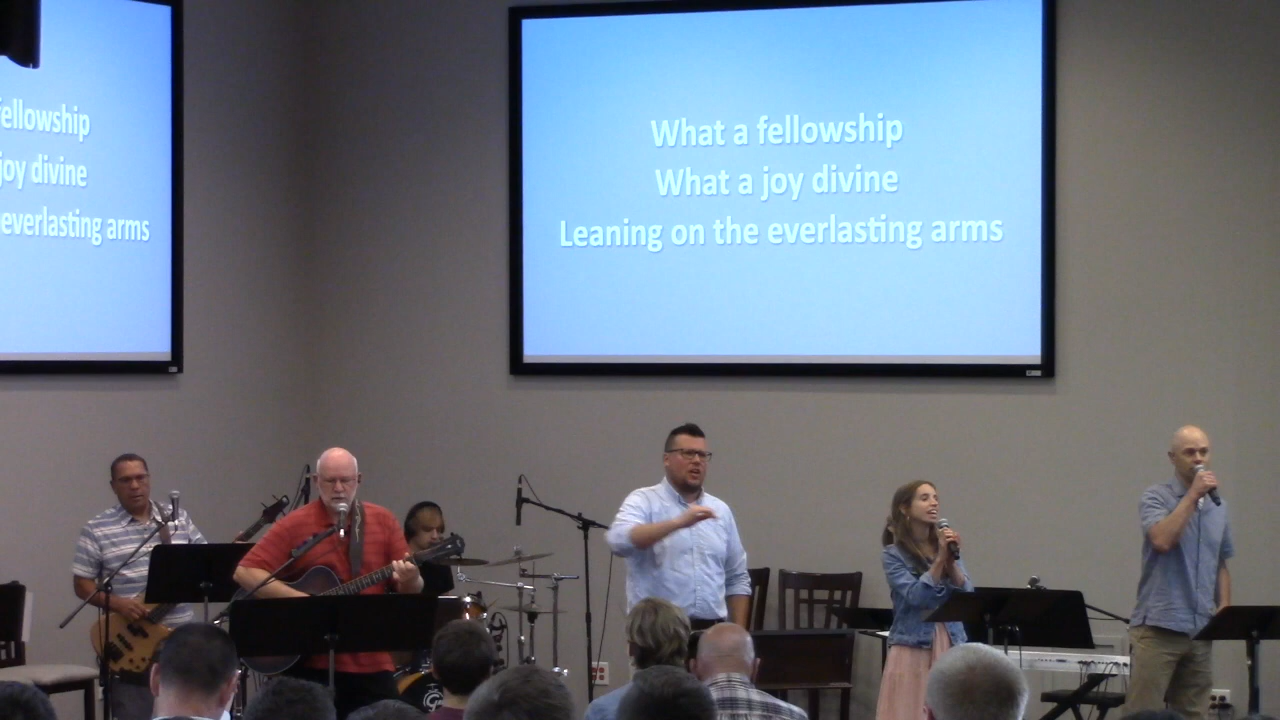 fellowship
joy divine
everlasting arms
What a fellowship
What a joy divine
Leaning on the everlasting arms